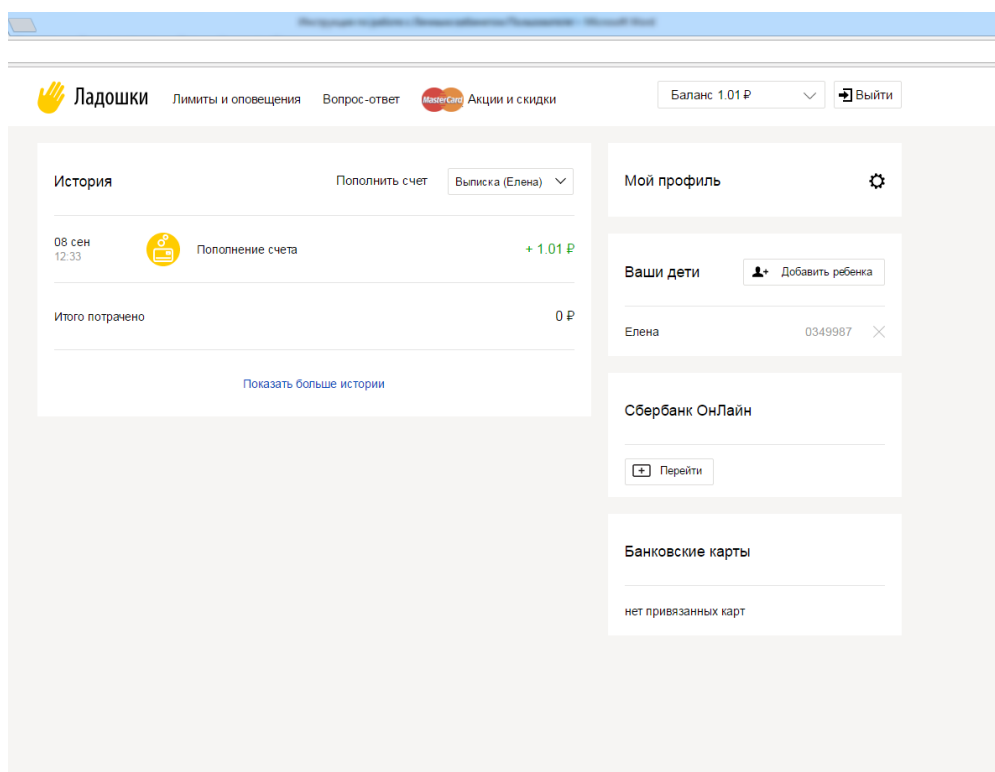 Ладошки
Лимиты и оповещения
Вопрос-ответ
MasterCard Акции и скидки
Баланс 1.01 ₽
Выйти
История
Пополнить счет
Выписка (Елена)
08 сен
12:33
Пополнение счета
+ 1.01 ₽
Итого потрачено
0 ₽
Показать больше истории
Мой профиль
Ваши дети
Добавить ребенка
Елена
0349987
Сбербанк ОнЛайн
Перейти
Банковские карты
нет привязанных карт